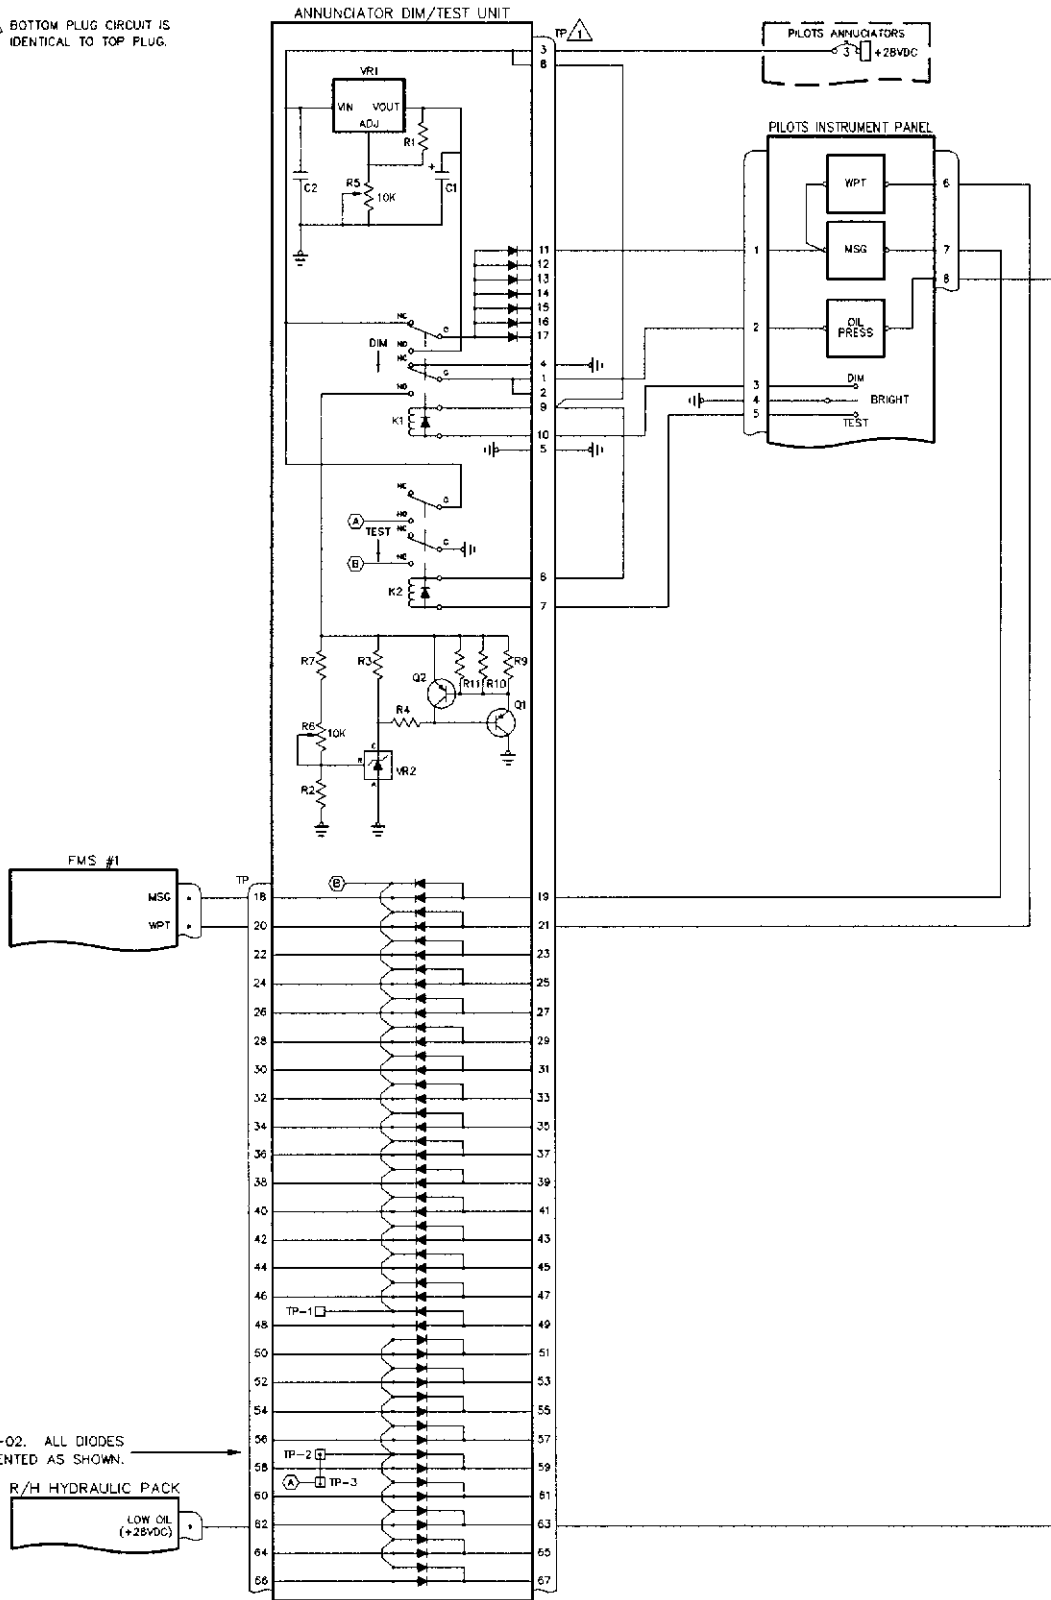 BOTTOM PLUG CIRCUIT IS
IDENTICAL TO TOP PLUG.
ANNUNCIATOR DIM/TEST UNIT
TP 1
PILOTS ANNUCIATORS
3 +28VDC
3
8
VR1
VIN VOUT
ADJ
R1
C2
R5
10K
C1
PILOTS INSTRUMENT PANEL
WPT
6
1
MSG
7
8
2
OIL
PRESS
3
DIM
4
BRIGHT
5
TEST
11
12
13
14
15
16
17
NC
C
NO
DIM
NC
C
NO
4
1
2
9
K1
10
5
NC
C
A
NO
TEST
NC
C
B
NO
6
K2
7
R7
R3
Q2
R11
R10
R9
R4
Q1
R6
10K
C
R
VR2
A
R2
FMS #1
MSG
WPT
TP
B
18 19
20 21
22 23
24 25
26 27
28 29
30 31
32 33
34 35
36 37
38 39
40 41
42 43
44 45
46 47
TP-1
48 49
50 51
52 53
54 55
56 57
-02. ALL DIODES
ENTED AS SHOWN.
TP-2
58 59
A TP-3
60 61
R/H HYDRAULIC PACK
LOW OIL
(+28VDC)
62 63
64 65
66 67